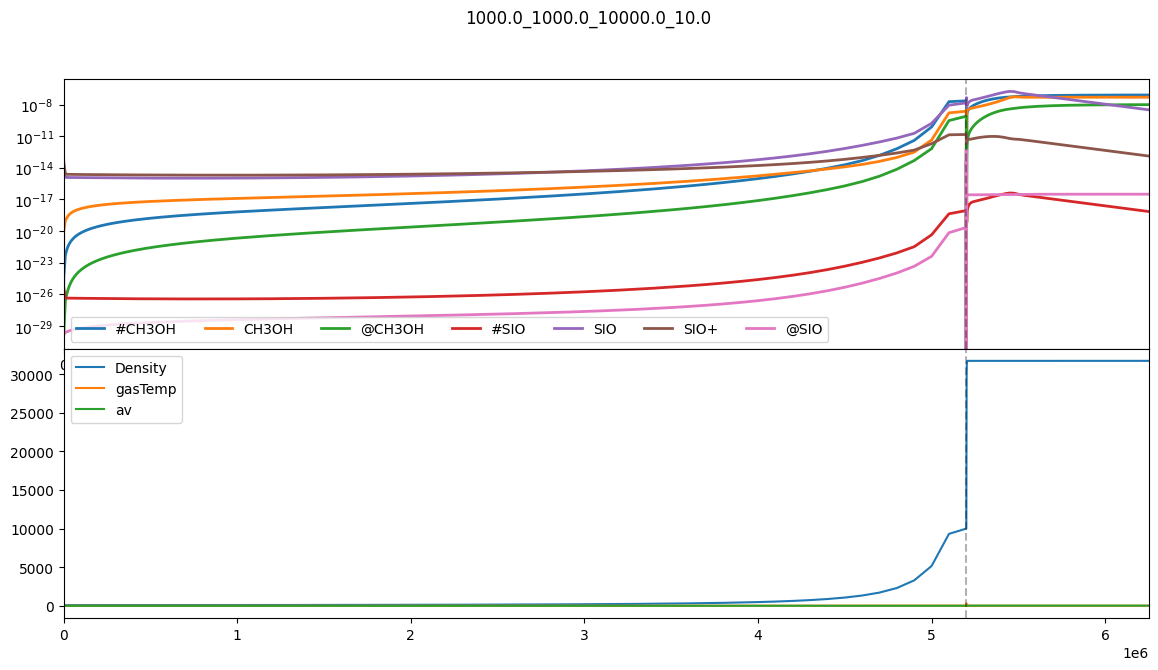 1000.0_1000.0_10000.0_10.0
10⁻⁸
10⁻¹¹
10⁻¹⁴
10⁻¹⁷
10⁻²⁰
10⁻²³
10⁻²⁶
10⁻²⁹
#CH3OH CH3OH @CH3OH #SIO SIO SIO+ @SIO
Density
gasTemp
av
30000
25000
20000
15000
10000
5000
0
0 1 2 3 4 5 6
1e6